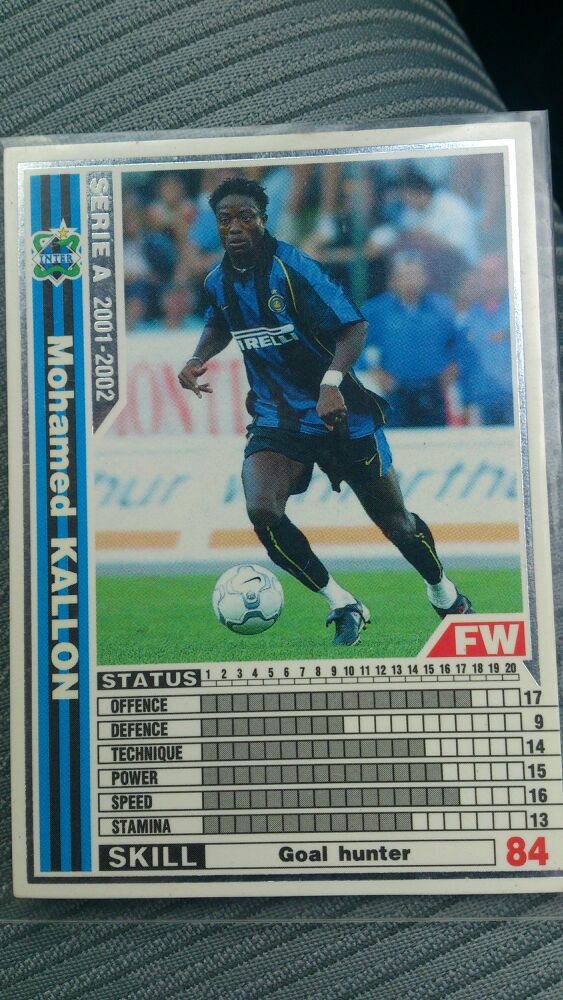 INTER
SERIE A 2001-2002
Mohamed KALLON
IRELLI
FW
STATUS 1 2 3 4 5 6 7 8 9 10 11 12 13 14 15 16 17 18 19 20
OFFENCE 17
DEFENCE 9
TECHNIQUE 14
POWER 15
SPEED 16
STAMINA 13
SKILL Goal hunter 84